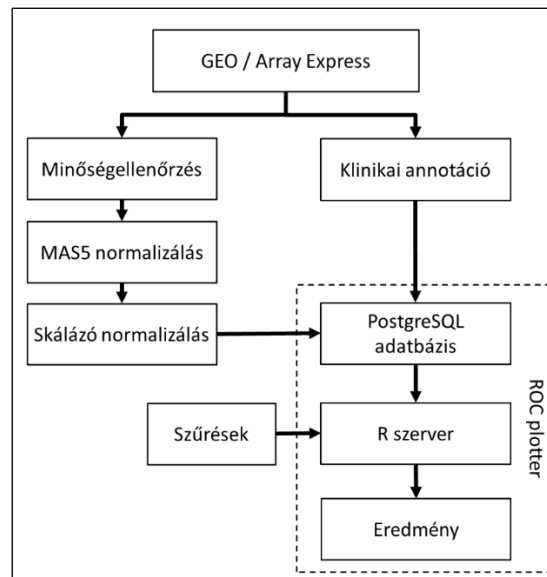 GEO / Array Express
Minőségellenőrzés
Klinikai annotáció
MAS5 normalizálás
Skálázó normalizálás
PostgreSQL
adatbázis
Szűrések
R szerver
Eredmény
ROC plotter